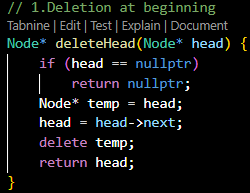 // 1.Deletion at beginning
Tabnine | Edit | Test | Explain | Document
Node* deleteHead(Node* head) {
    if (head == nullptr)
        return nullptr;
    Node* temp = head;
    head = head->next;
    delete temp;
    return head;
}